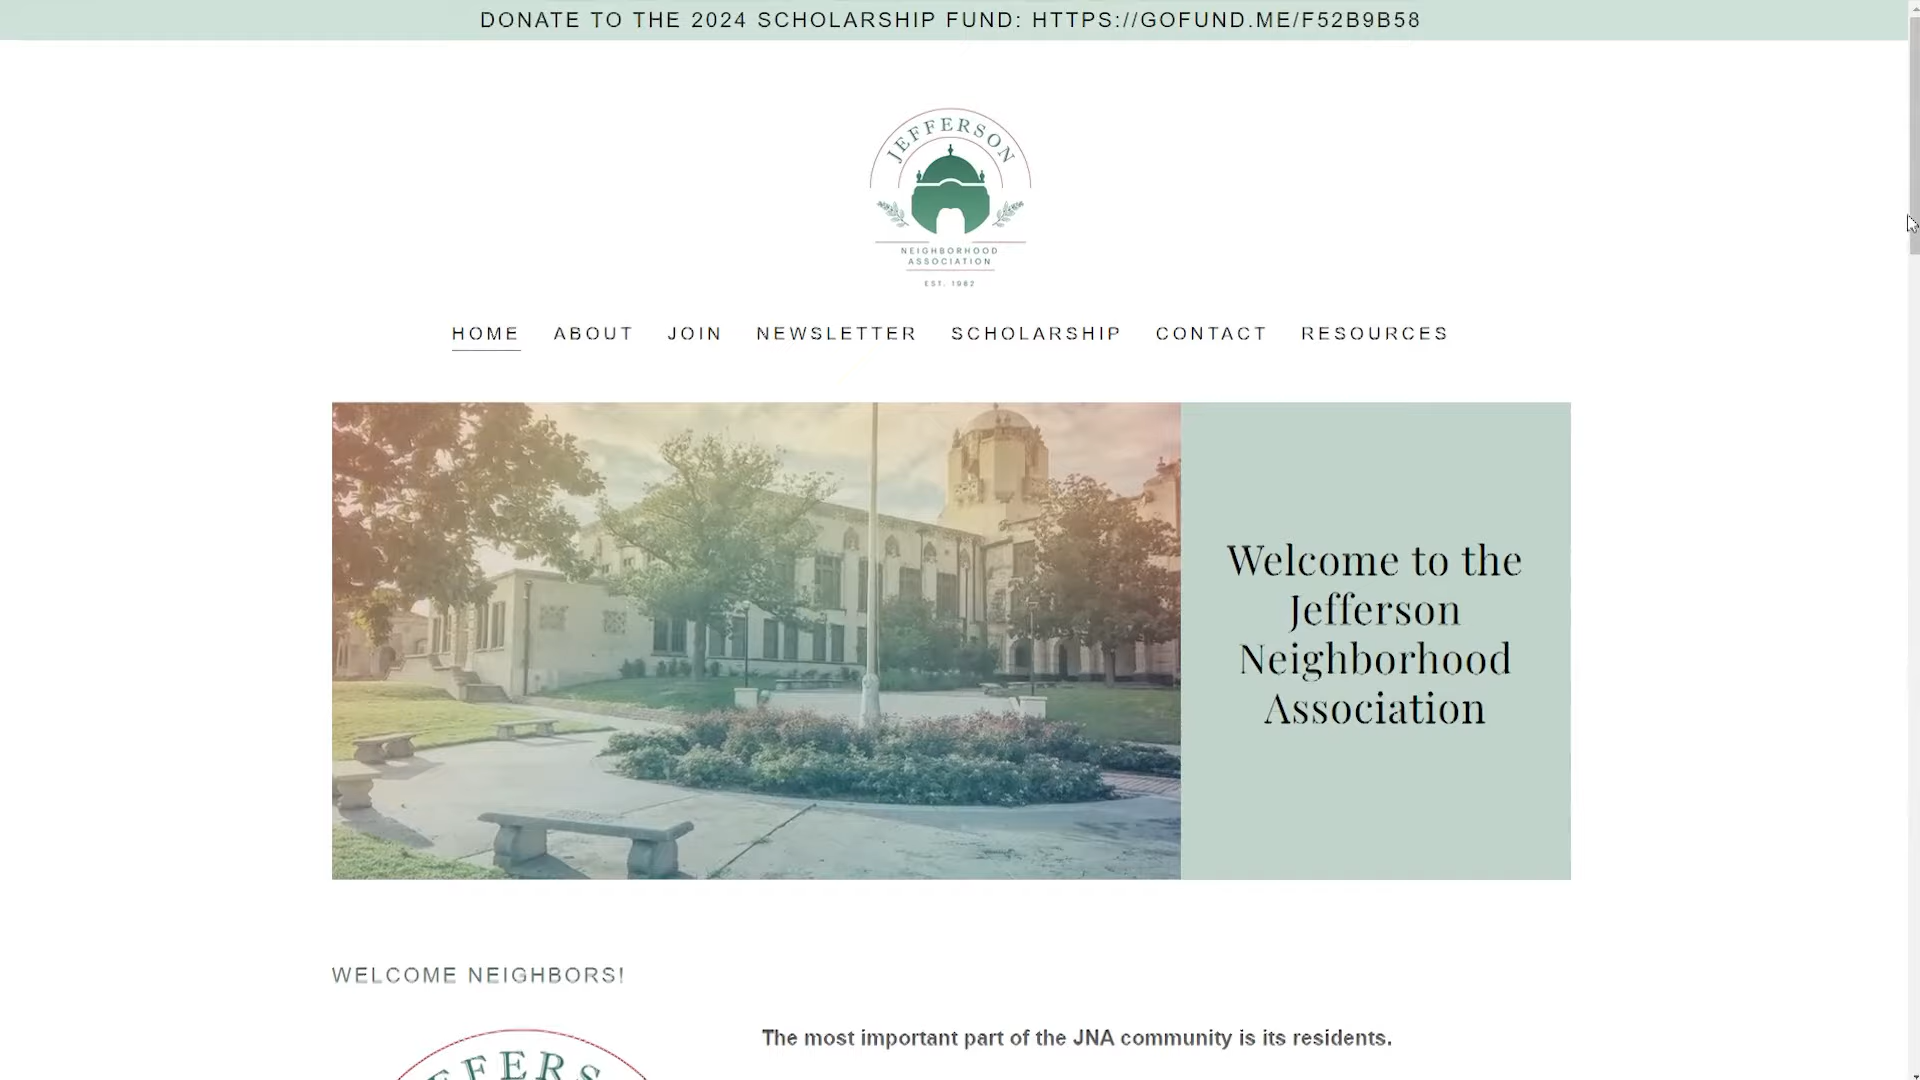 DONATE TO THE 2024 SCHOLARSHIP FUND: HTTPS://GOFUND.ME/F52B9B58
JEFFERSON
NEIGHBORHOOD
ASSOCIATION
EST. 1982
HOME ABOUT JOIN NEWSLETTER SCHOLARSHIP CONTACT RESOURCES
Welcome to the
Jefferson
Neighborhood
Association
WELCOME NEIGHBORS!
The most important part of the JNA community is its residents.